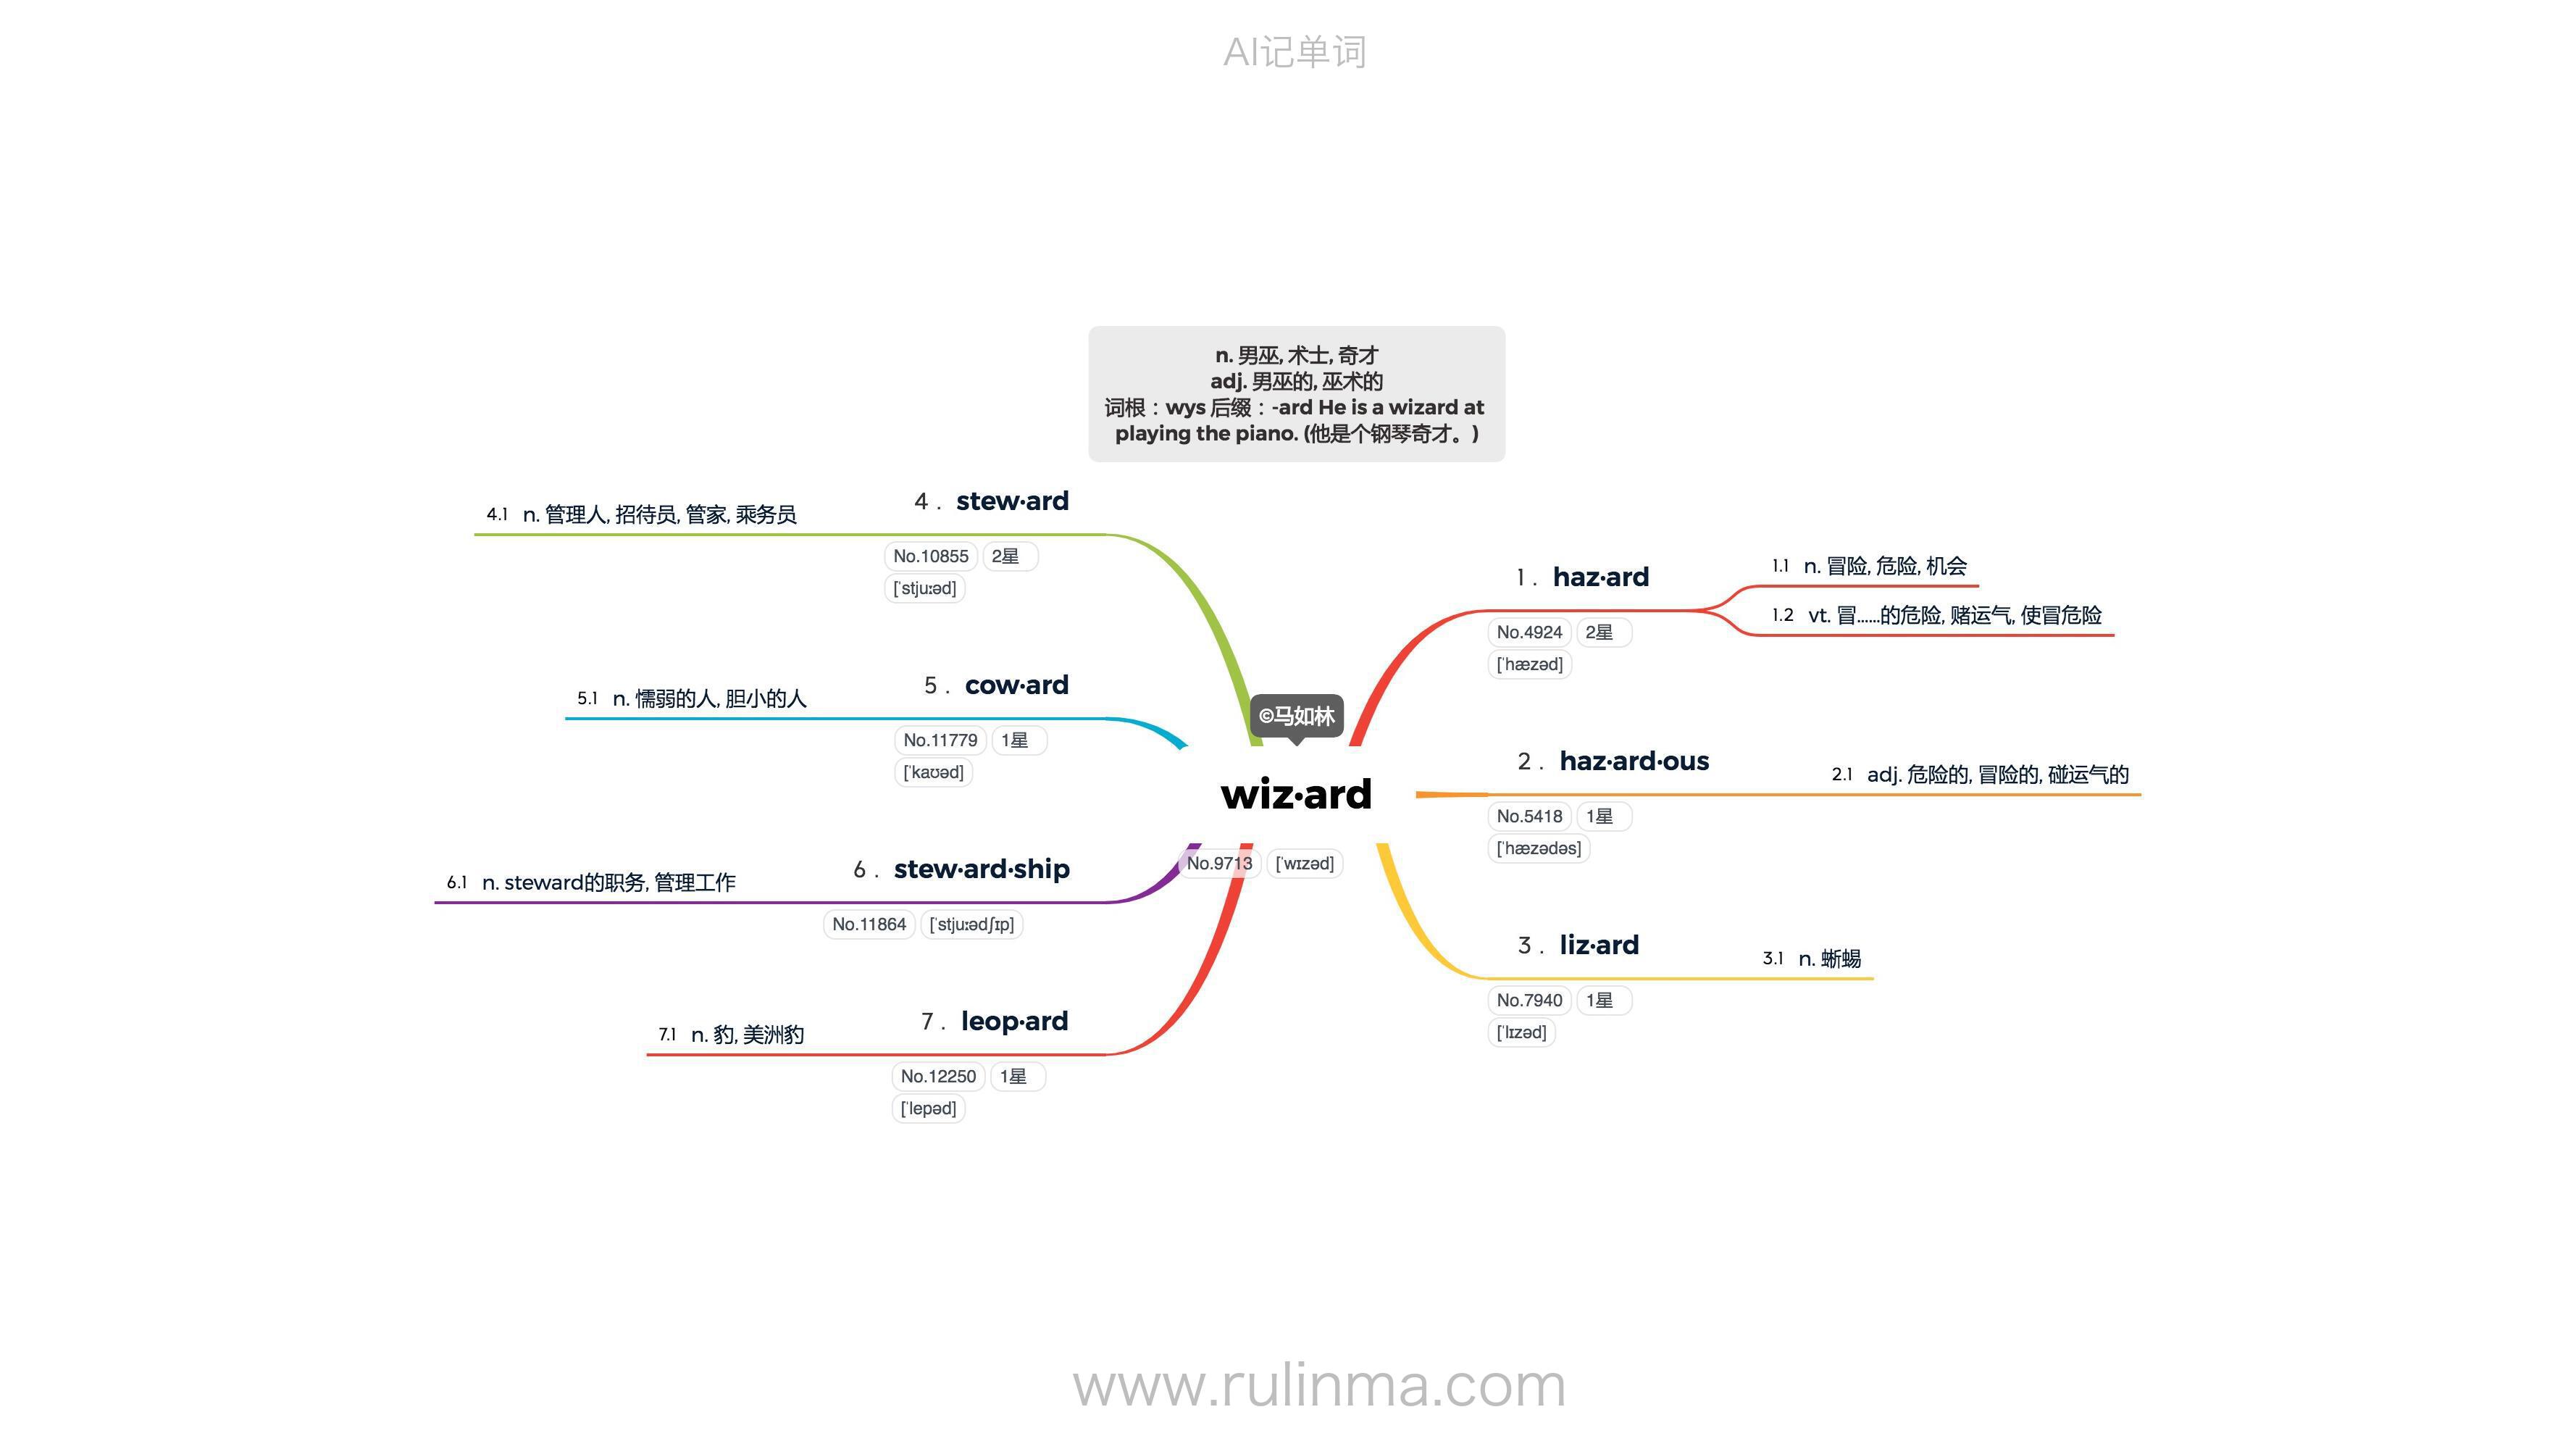 AI记单词
n. 男巫, 术士, 奇才
adj. 男巫的, 巫术的
词根：wys 后缀：-ard He is a wizard at
playing the piano. (他是个钢琴奇才。)
©马如林
wiz·ard
No.9713 [ˈwɪzəd]
1 . haz·ard
No.4924 2星
[ˈhæzəd]
1.1 n. 冒险, 危险, 机会
1.2 vt. 冒……的危险, 赌运气, 使冒危险
2 . haz·ard·ous
No.5418 1星
[ˈhæzədəs]
2.1 adj. 危险的, 冒险的, 碰运气的
3 . liz·ard
No.7940 1星
[ˈlɪzəd]
3.1 n. 蜥蜴
4 . stew·ard
No.10855 2星
[ˈstjuːəd]
4.1 n. 管理人, 招待员, 管家, 乘务员
5 . cow·ard
No.11779 1星
[ˈkaʊəd]
5.1 n. 懦弱的人, 胆小的人
6 . stew·ard·ship
No.11864 [ˈstjuːədʃɪp]
6.1 n. steward的职务, 管理工作
7 . leop·ard
No.12250 1星
[ˈlepəd]
7.1 n. 豹, 美洲豹
www.rulinma.com